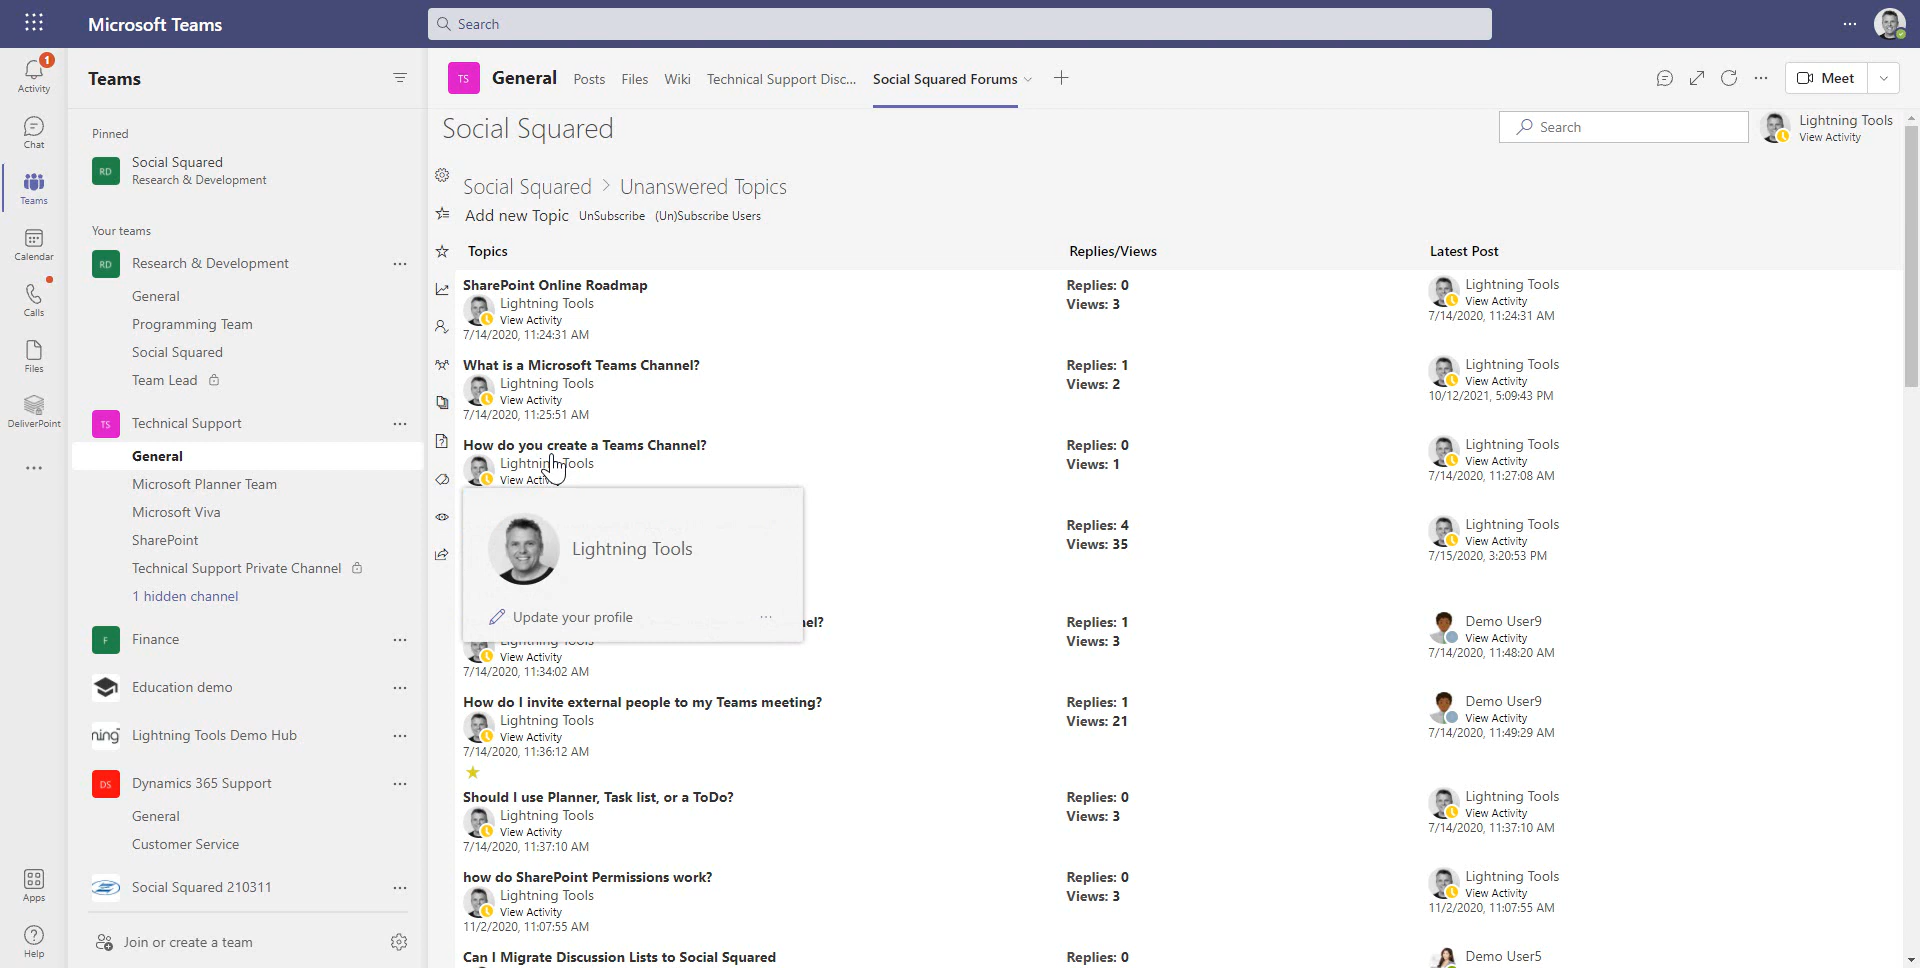 Microsoft Teams
Search
1
Activity
Chat
Teams
Calendar
Calls
Files
DeliverPoint
Apps
Help
Teams
Pinned
RD
Social Squared
Research & Development
Your teams
RD
Research & Development
General
Programming Team
Social Squared
Team Lead
TS
Technical Support
General
Microsoft Planner Team
Microsoft Viva
SharePoint
Technical Support Private Channel
1 hidden channel
F
Finance
Education demo
ning
Lightning Tools Demo Hub
DS
Dynamics 365 Support
General
Customer Service
Social Squared 210311
Join or create a team
TS General Posts Files Wiki Technical Support Disc... Social Squared Forums
Meet
Social Squared
Search
Lightning Tools
View Activity
Social Squared > Unanswered Topics
Add new Topic UnSubscribe (Un)Subscribe Users
Topics Replies/Views Latest Post
SharePoint Online Roadmap
Lightning Tools
View Activity
7/14/2020, 11:24:31 AM
Replies: 0
Views: 3
Lightning Tools
View Activity
7/14/2020, 11:24:31 AM
What is a Microsoft Teams Channel?
Lightning Tools
View Activity
7/14/2020, 11:25:51 AM
Replies: 1
Views: 2
Lightning Tools
View Activity
10/12/2021, 5:09:43 PM
How do you create a Teams Channel?
Lightning Tools
View Activity
Replies: 0
Views: 1
Lightning Tools
View Activity
7/14/2020, 11:27:08 AM
Lightning Tools
Update your profile
Replies: 4
Views: 35
Lightning Tools
View Activity
7/15/2020, 3:20:53 PM
el?
Lightning Tools
View Activity
7/14/2020, 11:34:02 AM
Replies: 1
Views: 3
Demo User9
View Activity
7/14/2020, 11:48:20 AM
How do I invite external people to my Teams meeting?
Lightning Tools
View Activity
7/14/2020, 11:36:12 AM
Replies: 1
Views: 21
Demo User9
View Activity
7/14/2020, 11:49:29 AM
Should I use Planner, Task list, or a ToDo?
Lightning Tools
View Activity
7/14/2020, 11:37:10 AM
Replies: 0
Views: 3
Lightning Tools
View Activity
7/14/2020, 11:37:10 AM
how do SharePoint Permissions work?
Lightning Tools
View Activity
11/2/2020, 11:07:55 AM
Replies: 0
Views: 3
Lightning Tools
View Activity
11/2/2020, 11:07:55 AM
Can I Migrate Discussion Lists to Social Squared
Replies: 0
Demo User5